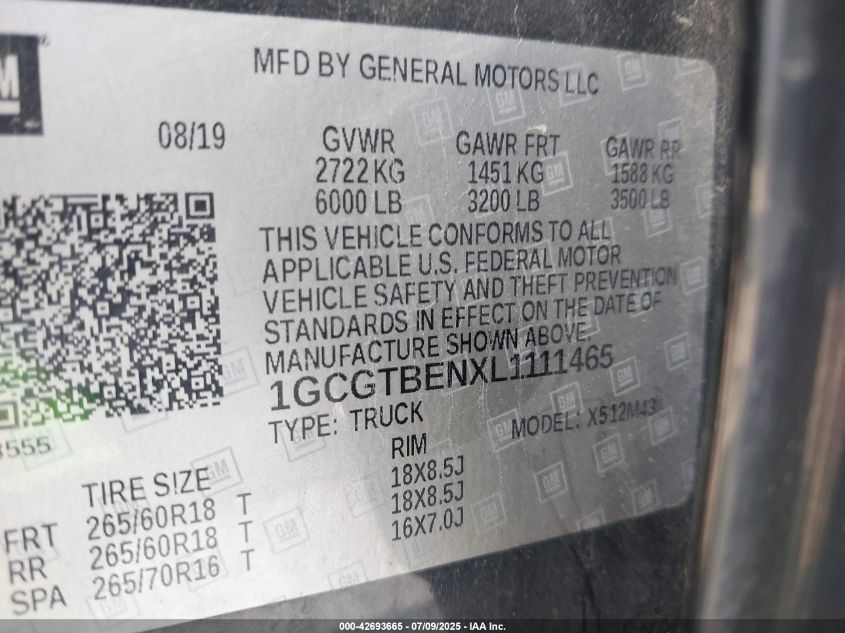 GM
MFD BY GENERAL MOTORS LLC
08/19 GVWR GAWR FRT GAWR RR
2722 KG 1451 KG 1588 KG
6000 LB 3200 LB 3500 LB
THIS VEHICLE CONFORMS TO ALL
APPLICABLE U.S. FEDERAL MOTOR
VEHICLE SAFETY AND THEFT PREVENTION
STANDARDS IN EFFECT ON THE DATE OF
MANUFACTURE SHOWN ABOVE.
1GCGTBENXL1111465
TYPE: TRUCK MODEL: X512M43
3555
TIRE SIZE RIM
FRT 265/60R18 T 18X8.5J
RR 265/60R18 T 18X8.5J
SPA 265/70R16 T 16X7.0J
000-42693665 - 07/09/2025 - IAA Inc.